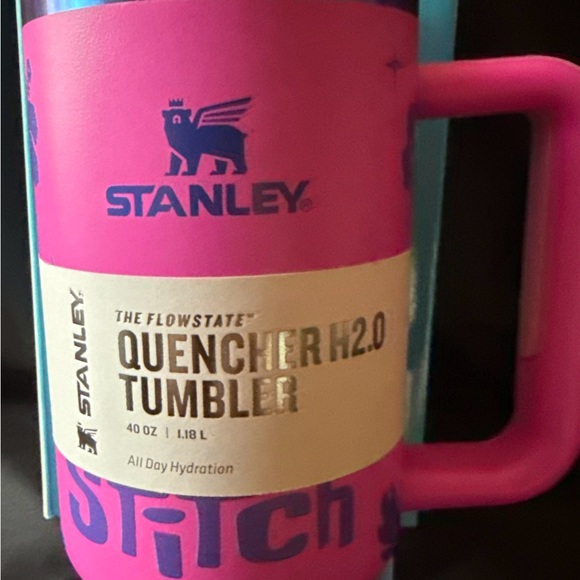 STANLEY®
STANLEY
THE FLOWSTATE™
QUENCHER H2.0
TUMBLER
40 OZ | 1.18 L
All Day Hydration
Stitch